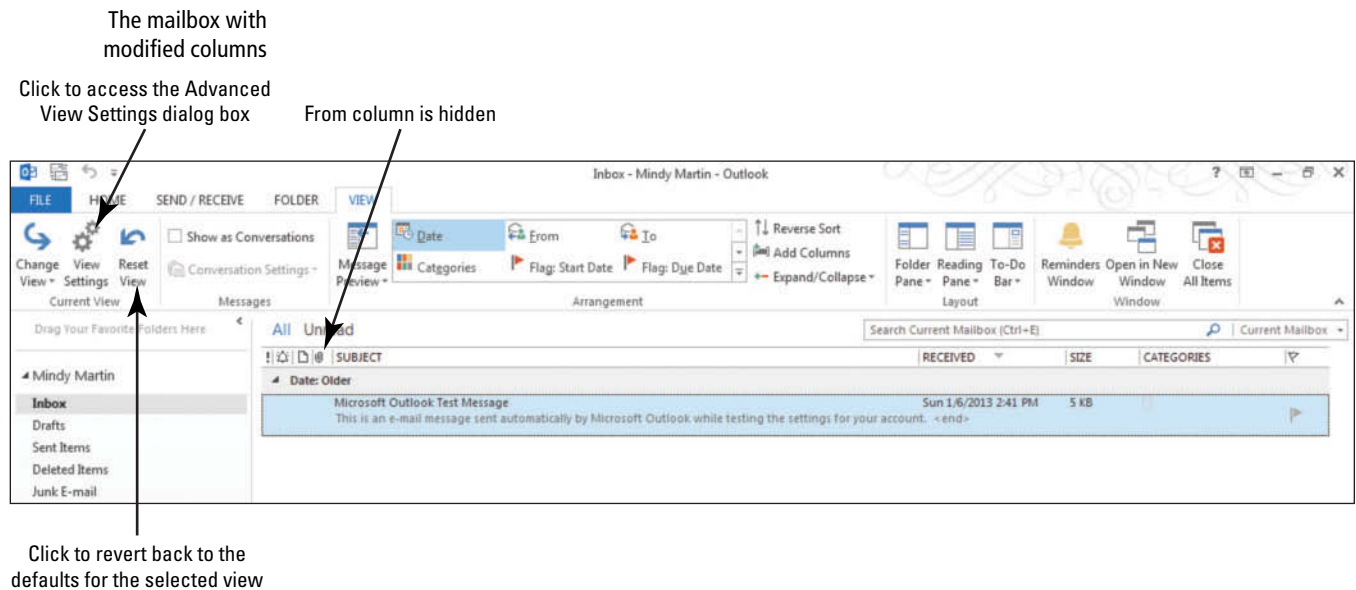 The mailbox with
modified columns
Click to access the Advanced
View Settings dialog box
From column is hidden
Inbox - Mindy Martin - Outlook
FILE HOME SEND / RECEIVE FOLDER VIEW
Change View
View Settings
Reset View
Current View
Show as Conversations
Conversation Settings
Messages
Message Preview
Date
Categories
From
To
Flag: Start Date
Flag: Due Date
Reverse Sort
Add Columns
Expand/Collapse
Arrangement
Folder Pane
Reading Pane
To-Do Bar
Layout
Reminders Window
Open in New Window
Close All Items
Window
Drag Your Favorite Folders Here
All Unread
Search Current Mailbox (Ctrl+E)
Current Mailbox
SUBJECT RECEIVED SIZE CATEGORIES
Mindy Martin
Date: Older
Inbox
Microsoft Outlook Test Message Sun 1/6/2013 2:41 PM 5 KB
This is an e-mail message sent automatically by Microsoft Outlook while testing the settings for your account. <end>
Drafts
Sent Items
Deleted Items
Junk E-mail
Click to revert back to the
defaults for the selected view